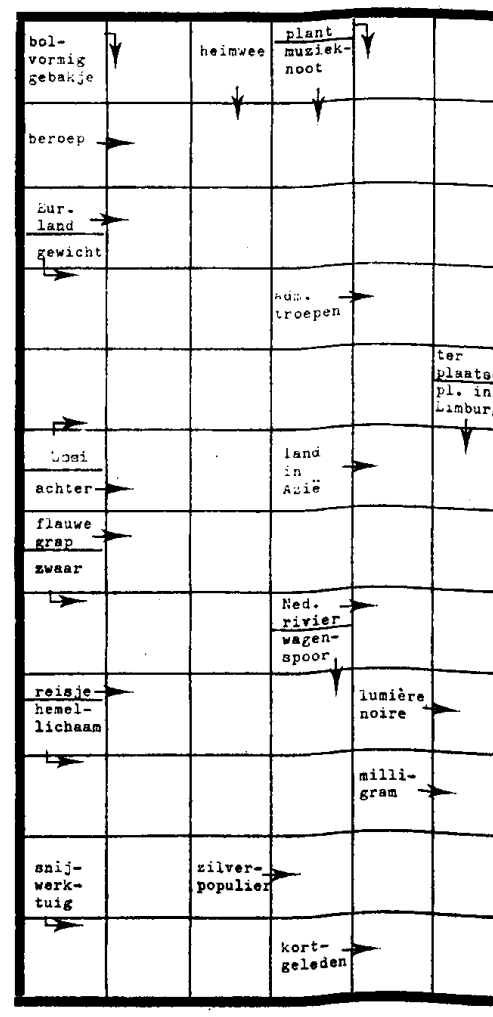 bol-
vormig
gebakje
heimwee
plant
muziek-
noot
beroep
Eur.
land
gewicht
Adm.
troepen
ter
plaatse
pl. in
Limburg
boei
achter
land
in
Azië
flauwe
grap
zwaar
Ned.
rivier
wagen-
spoor
reisje
hemel-
lichaam
lumière
noire
milli-
gram
snij-
werk-
tuig
zilver-
populier
kort-
geleden